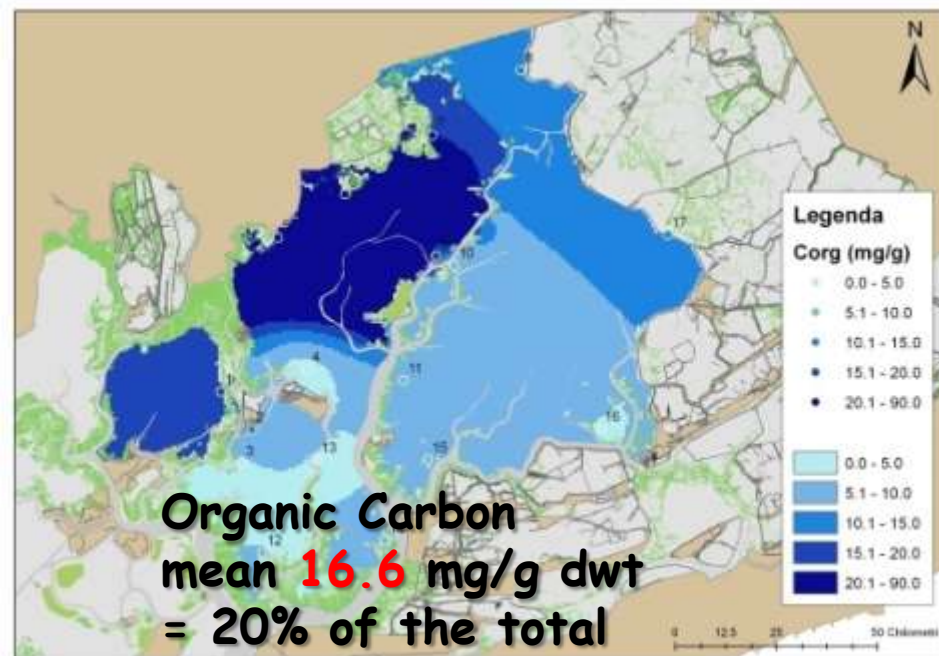 N
Legenda
Corg (mg/g)
0.0 - 5.0
5.1 - 10.0
10.1 - 15.0
15.1 - 20.0
20.1 - 90.0
0.0 - 5.0
5.1 - 10.0
10.1 - 15.0
15.1 - 20.0
20.1 - 90.0
17
10
4
11
1
16
3
13
15
12
Organic Carbon
mean 16.6 mg/g dwt
= 20% of the total
0 12.5 25 50